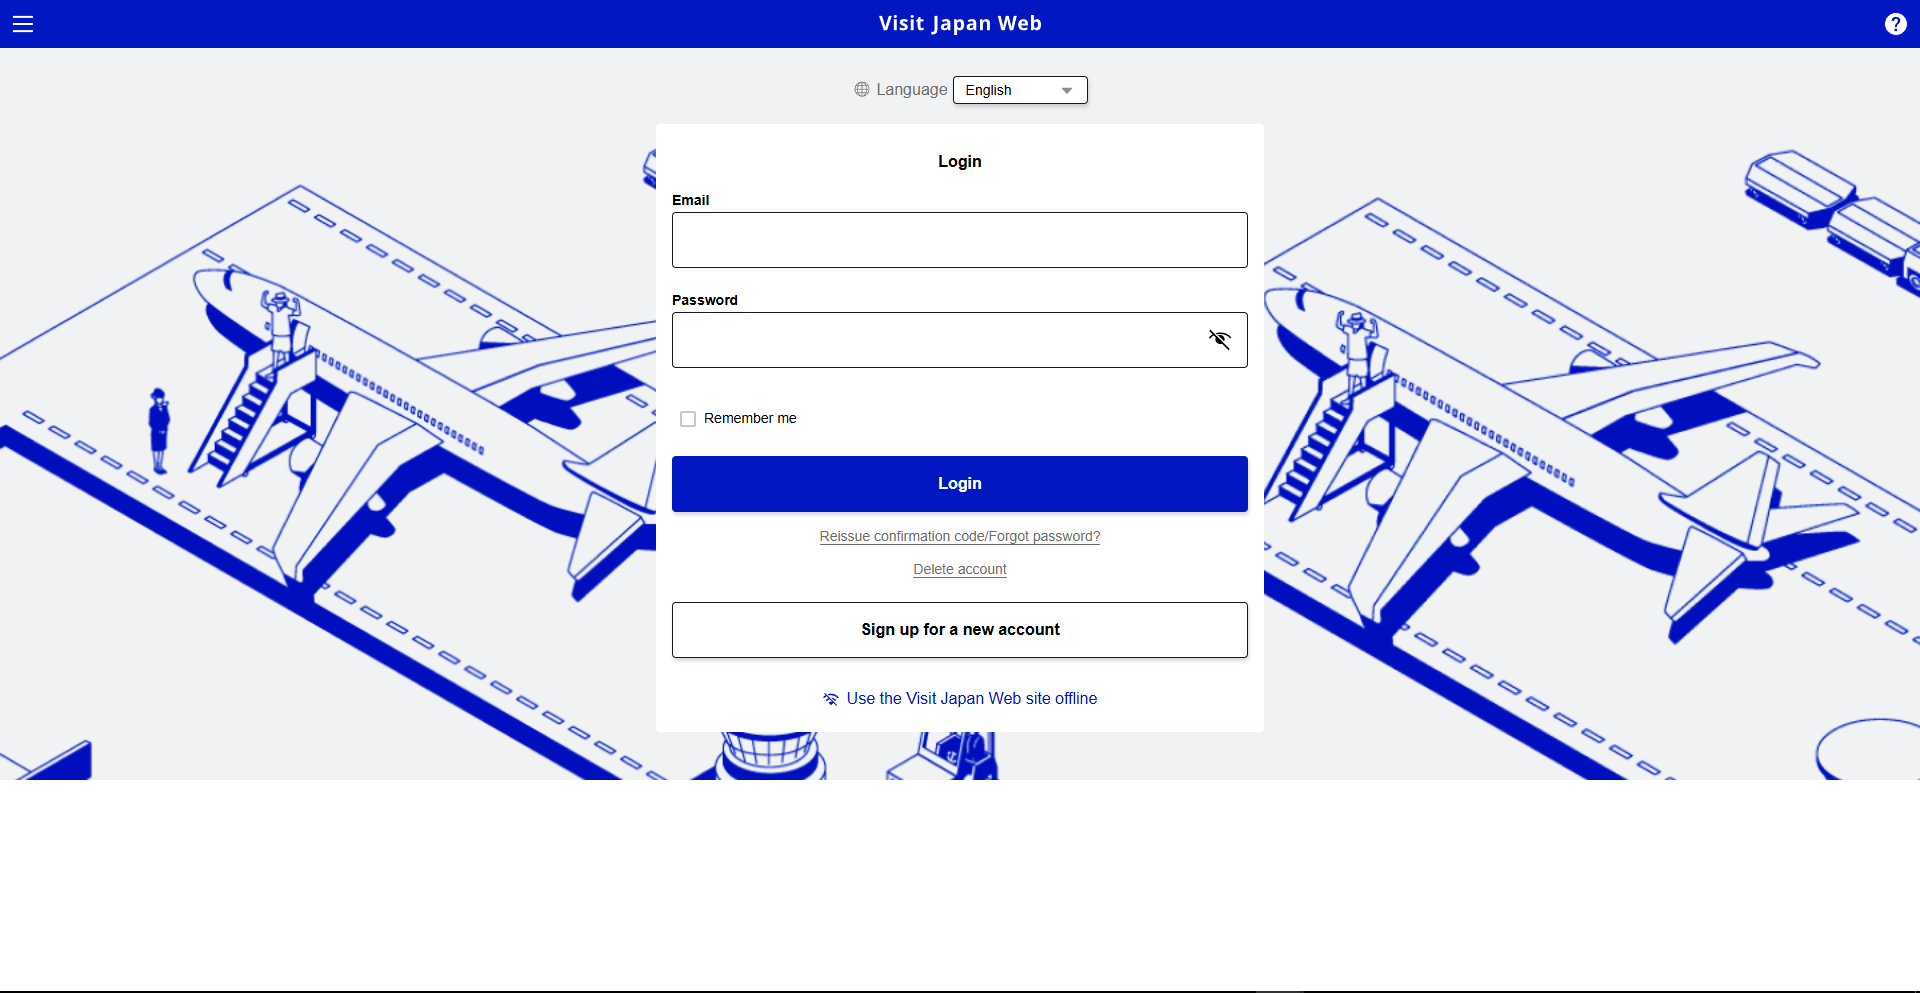 Visit Japan Web
Language English
Login
Email
Password
Remember me
Login
Reissue confirmation code/Forgot password?
Delete account
Sign up for a new account
Use the Visit Japan Web site offline